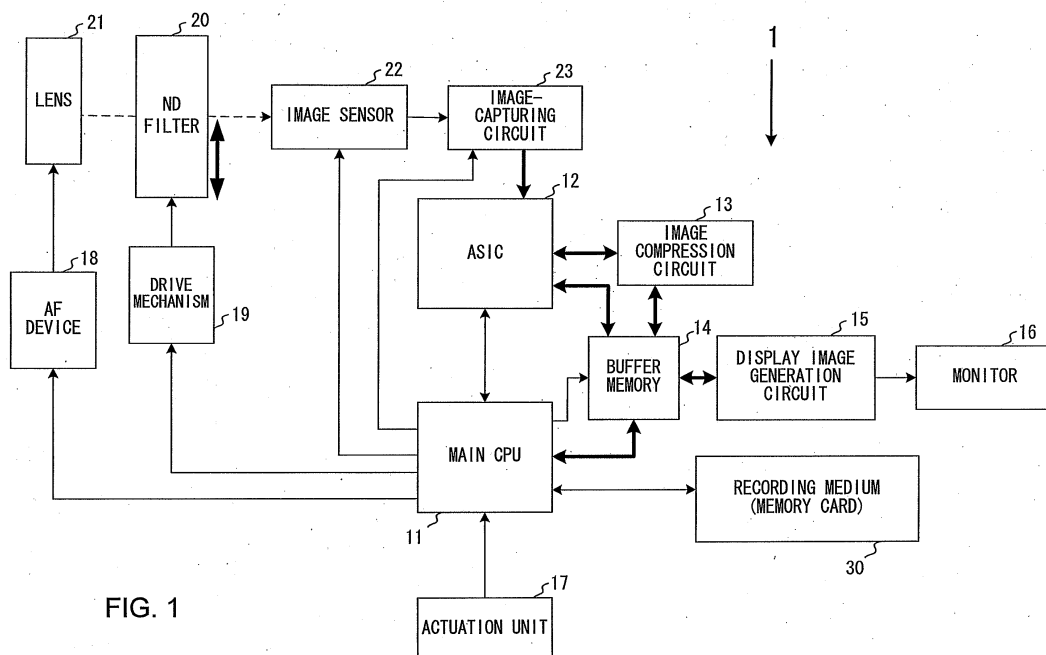 21
20
1
22
23
LENS
ND
FILTER
IMAGE SENSOR
IMAGE-
CAPTURING
CIRCUIT
12
13
ASIC
IMAGE
COMPRESSION
CIRCUIT
18
AF
DEVICE
DRIVE
MECHANISM
19
14
15
16
BUFFER
MEMORY
DISPLAY IMAGE
GENERATION
CIRCUIT
MONITOR
MAIN CPU
11
RECORDING MEDIUM
(MEMORY CARD)
30
17
ACTUATION UNIT
FIG. 1